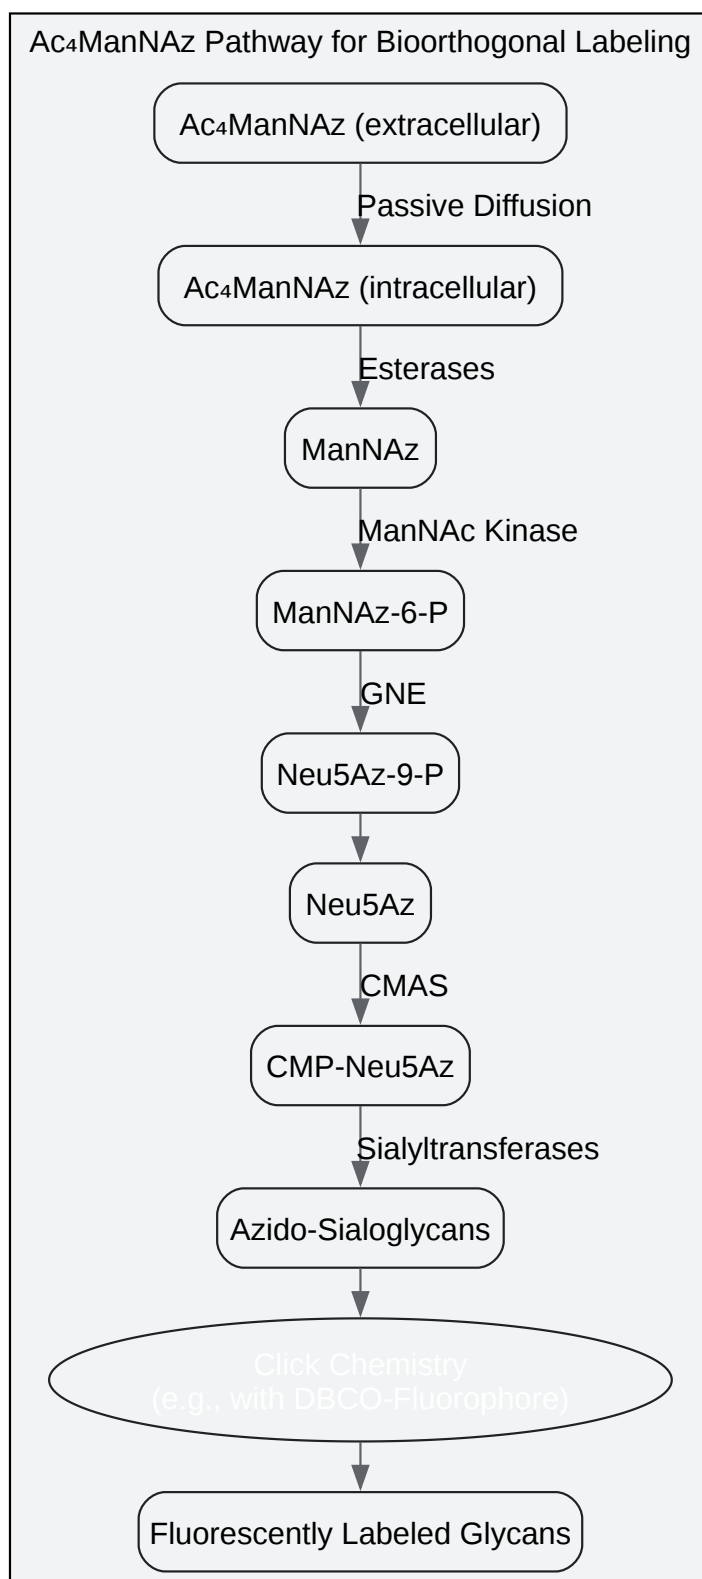 Ac₄ManNAz Pathway for Bioorthogonal Labeling
Ac₄ManNAz (extracellular)
Passive Diffusion
Ac₄ManNAz (intracellular)
Esterases
ManNAz
ManNAc Kinase
ManNAz-6-P
GNE
Neu5Az-9-P
Neu5Az
CMAS
CMP-Neu5Az
Sialyltransferases
Azido-Sialoglycans
Click Chemistry
(e.g., with DBCO-Fluorophore)
Fluorescently Labeled Glycans